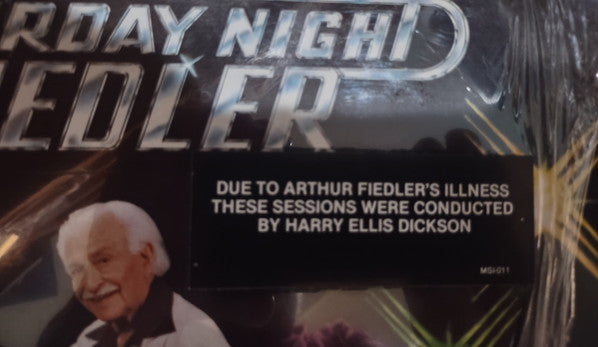 RDAY NIGHT
EDLER
DUE TO ARTHUR FIEDLER'S ILLNESS
THESE SESSIONS WERE CONDUCTED
BY HARRY ELLIS DICKSON
MSI-011